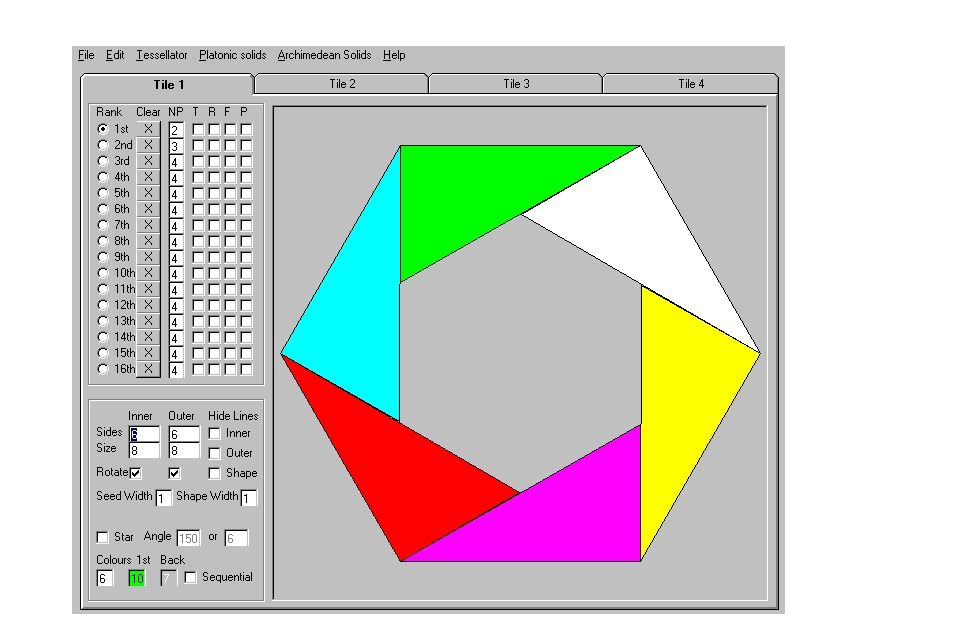 File Edit Tessellator Platonic solids Archimedean Solids Help
Tile 1 Tile 2 Tile 3 Tile 4
Rank Clear NP T R F P
1st X 2
2nd X 3
3rd X 4
4th X 4
5th X 4
6th X 4
7th X 4
8th X 4
9th X 4
10th X 4
11th X 4
12th X 4
13th X 4
14th X 4
15th X 4
16th X 4
Inner Outer Hide Lines
Sides 6 6 Inner
Size 8 8 Outer
Rotate Shape
Seed Width 1 Shape Width 1
Star Angle 150 or 6
Colours 1st Back
6 10 7 Sequential